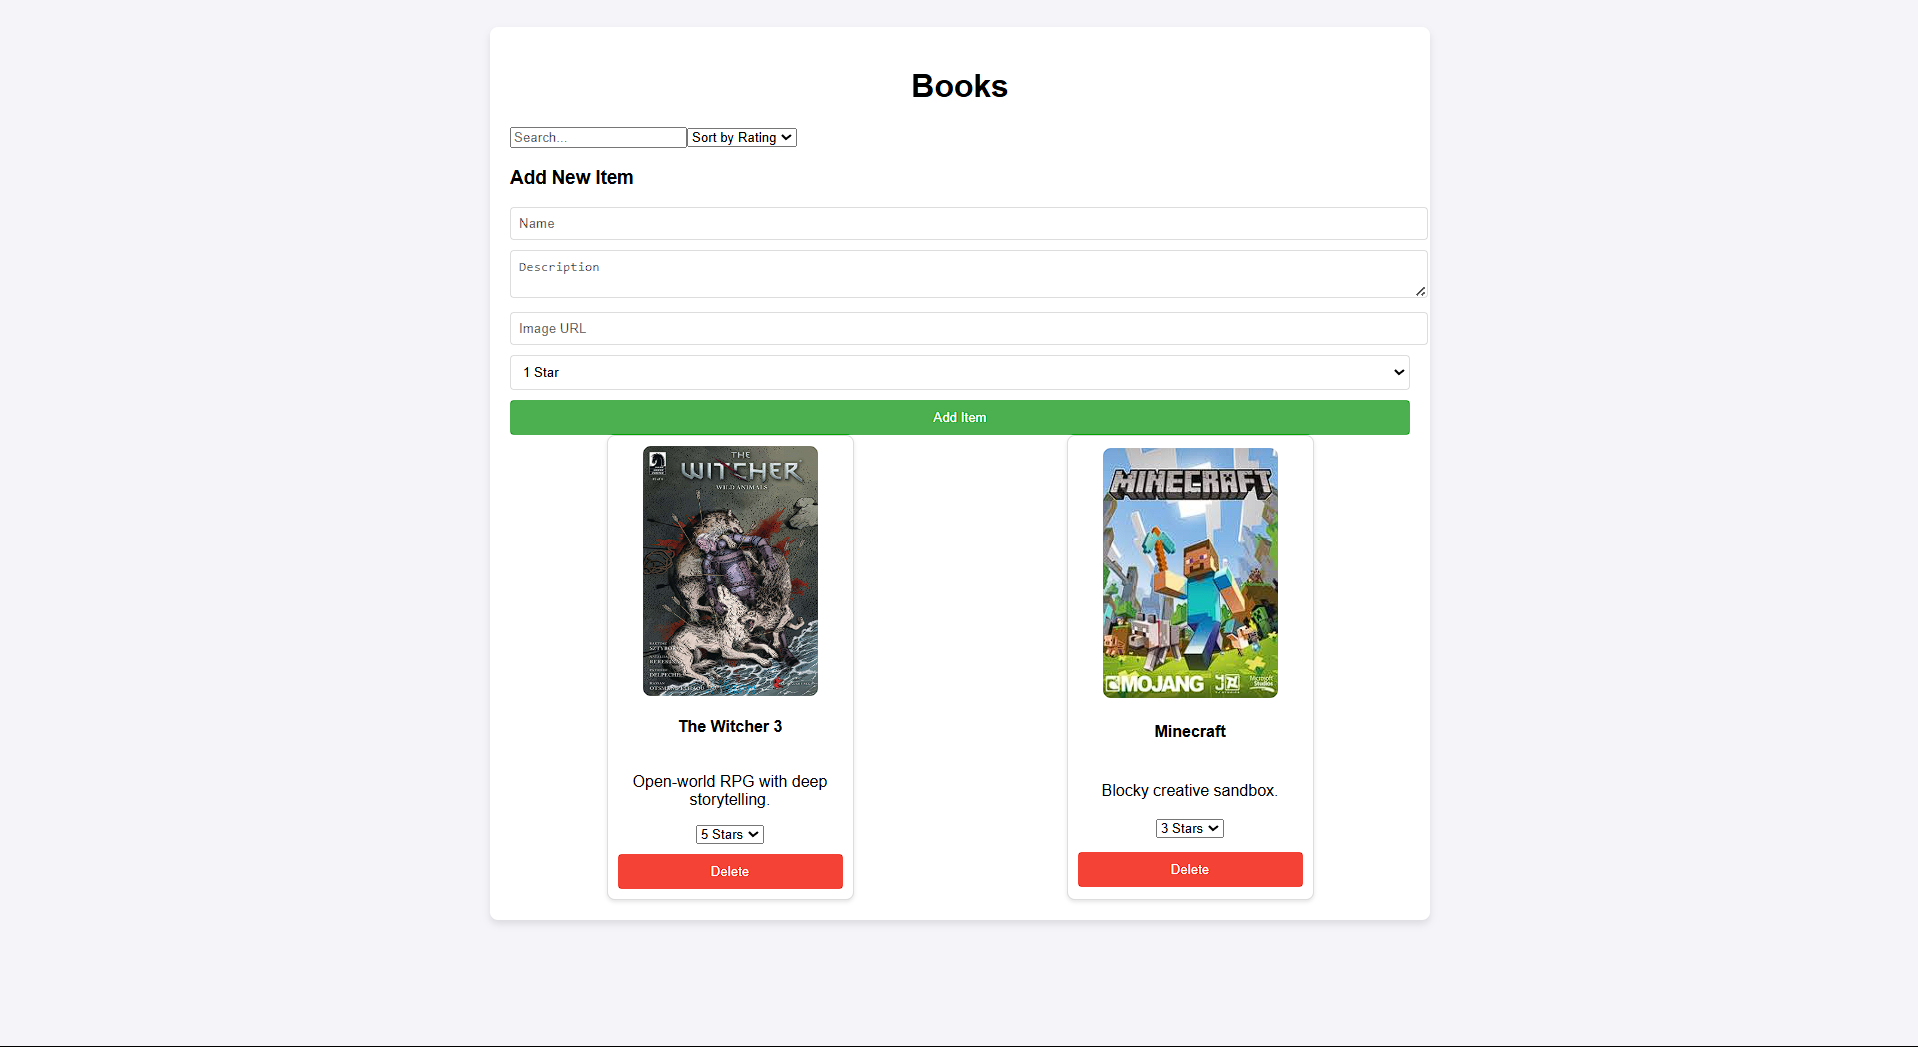 Books
Search... Sort by Rating
Add New Item
Name
Description
Image URL
1 Star
Add Item
THE
WITCHER
WILD ANIMALS
MINECRAFT
MOJANG
Microsoft
Studios
The Witcher 3
Minecraft
Open-world RPG with deep
storytelling.
Blocky creative sandbox.
5 Stars
3 Stars
Delete
Delete